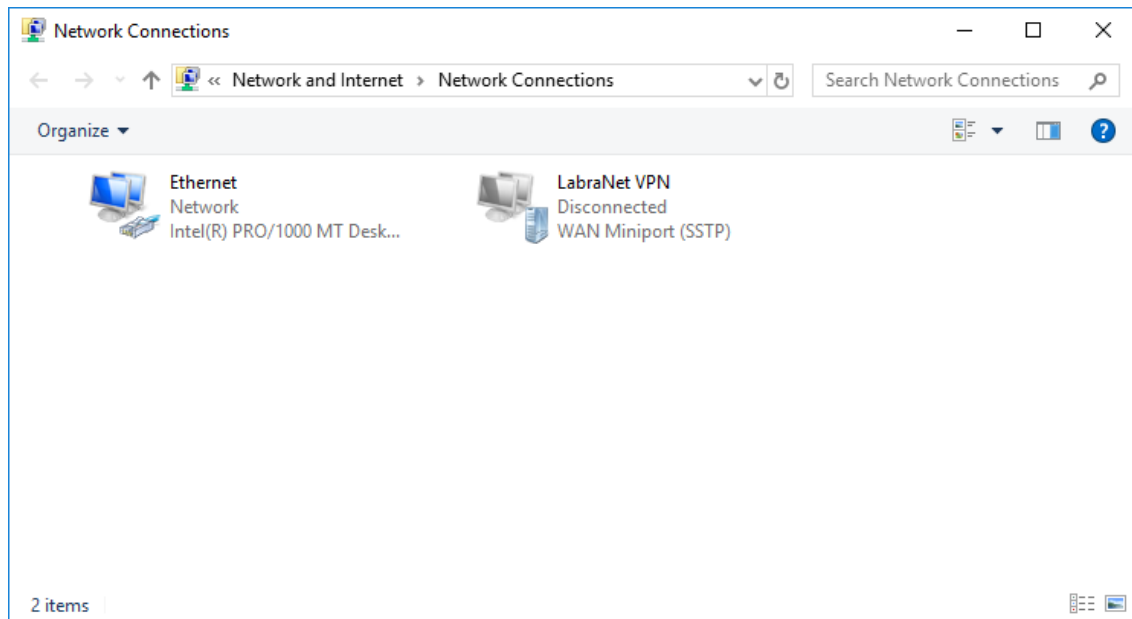 Network Connections
« Network and Internet › Network Connections
Search Network Connections
Organize
?
Ethernet
Network
Intel(R) PRO/1000 MT Desk...
LabraNet VPN
Disconnected
WAN Miniport (SSTP)
2 items